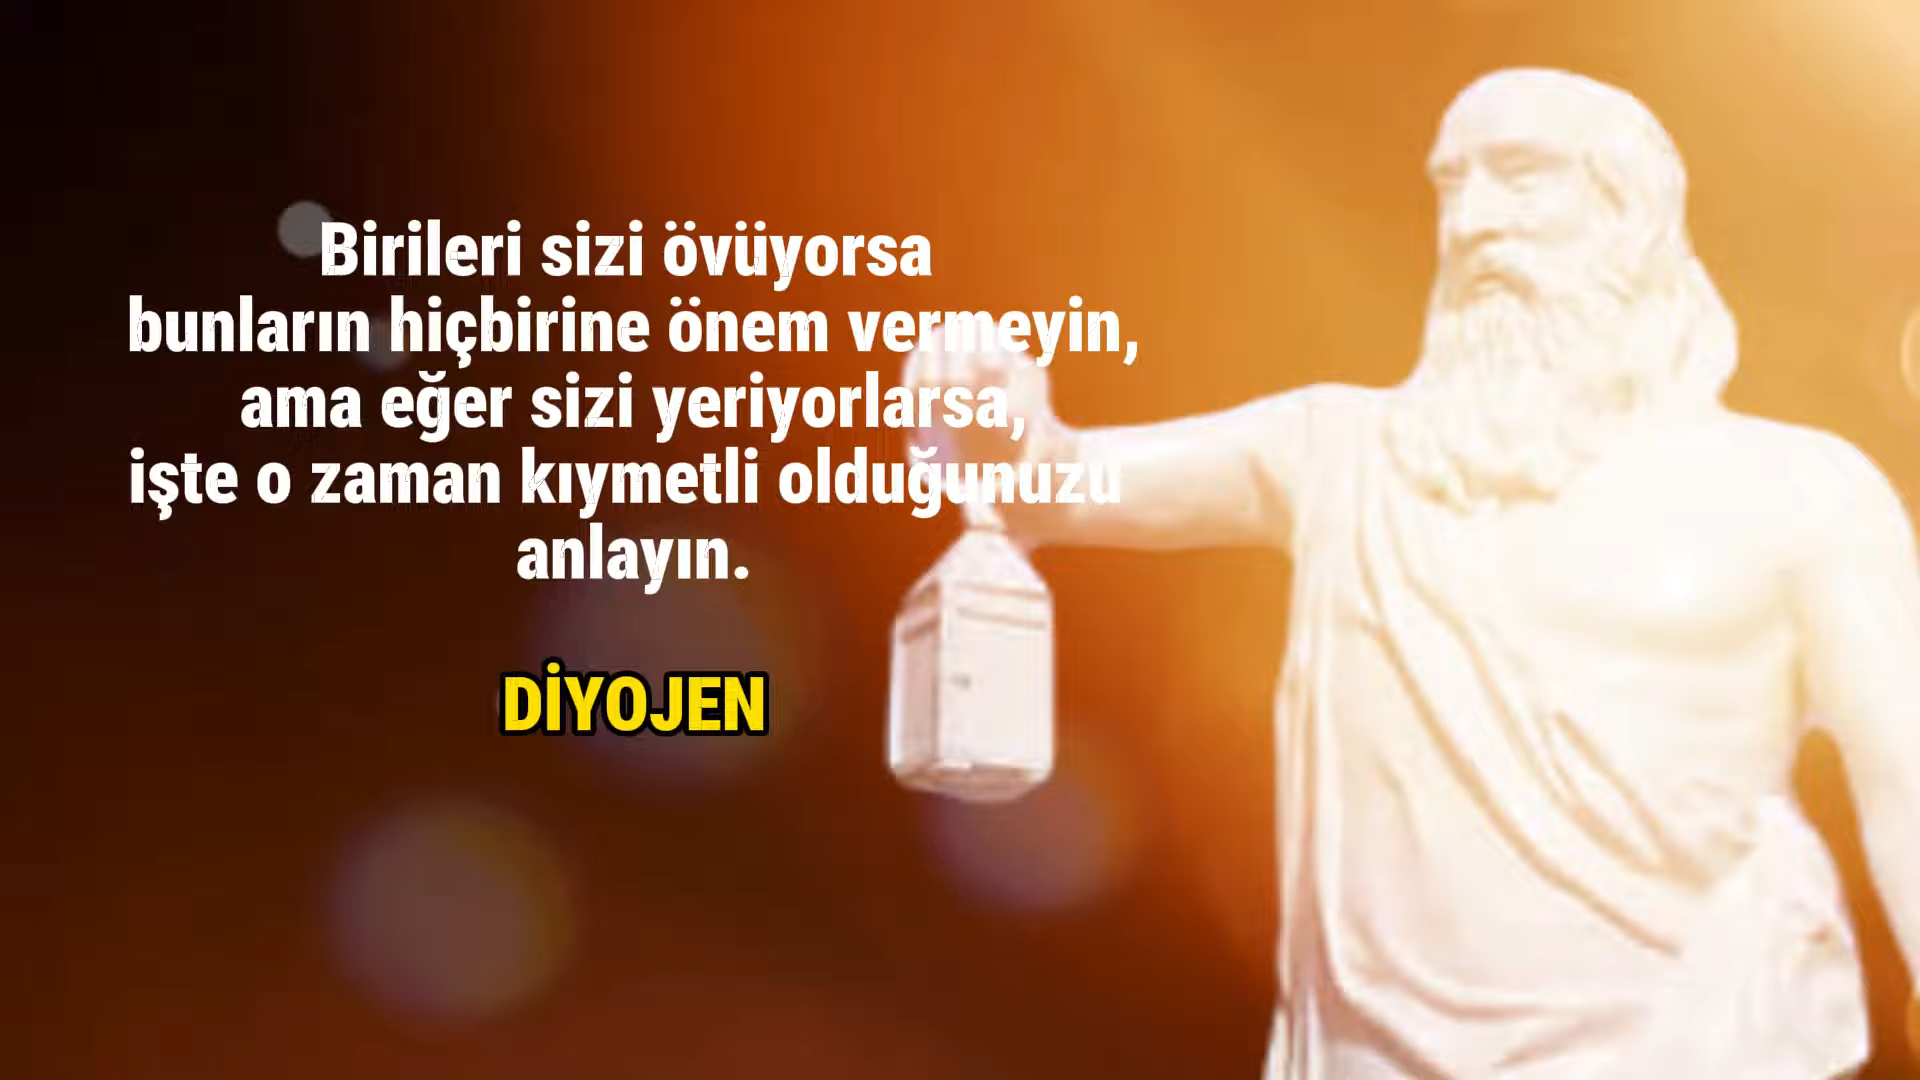 Birileri sizi övüyorsa
bunların hiçbirine önem vermeyin,
ama eğer sizi yeriyorlarsa,
işte o zaman kıymetli olduğunuzu
anlayın.
DİYOJEN